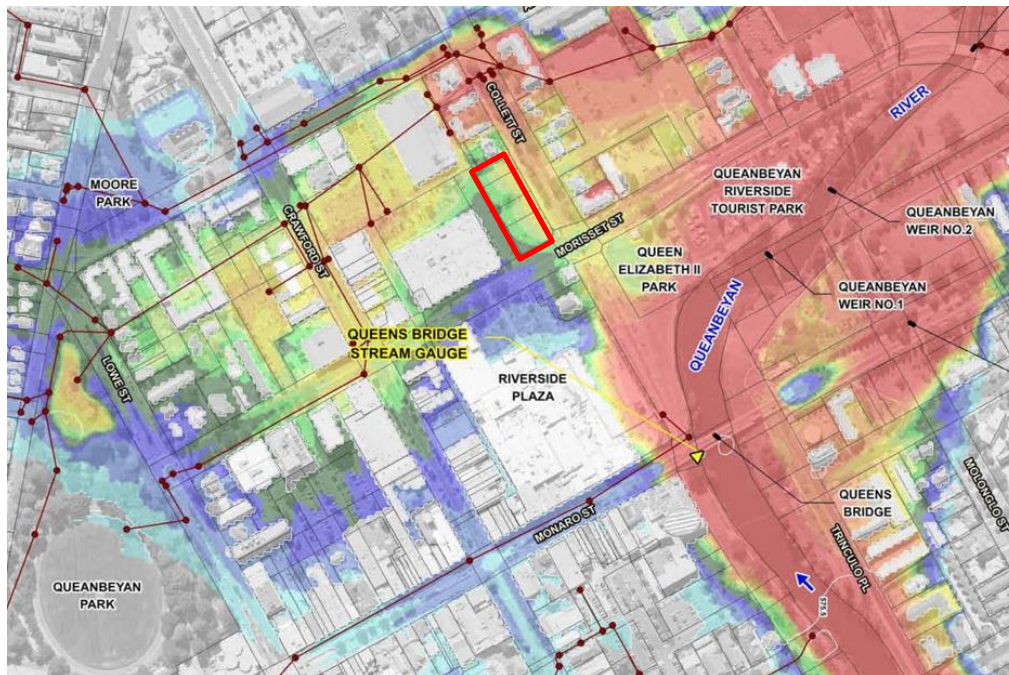 COLLETT ST
RIVER
MOORE
PARK
QUEANBEYAN
RIVERSIDE
TOURIST PARK
QUEANBEYAN
WEIR NO.2
CRAWFORD ST
MORISSET ST
QUEEN
ELIZABETH II
PARK
QUEANBEYAN
WEIR NO.1
QUEANBEYAN
QUEENS BRIDGE
STREAM GAUGE
LOWE ST
RIVERSIDE
PLAZA
MOLONGLO ST
QUEENS
BRIDGE
MONARO ST
TRINCULO PL
QUEANBEYAN
PARK
575.5